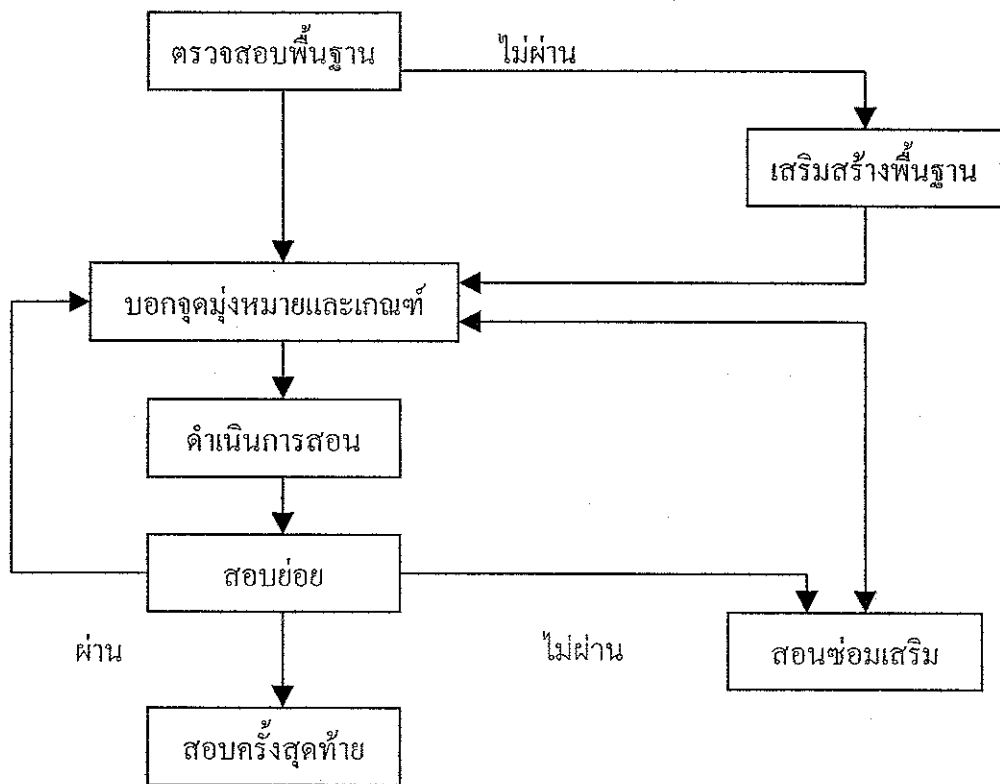 ตรวจสอบพื้นฐาน
ไม่ผ่าน
เสริมสร้างพื้นฐาน
บอกจุดมุ่งหมายและเกณฑ์
ดำเนินการสอน
สอบย่อย
ผ่าน
ไม่ผ่าน
สอนซ่อมเสริม
สอบครั้งสุดท้าย